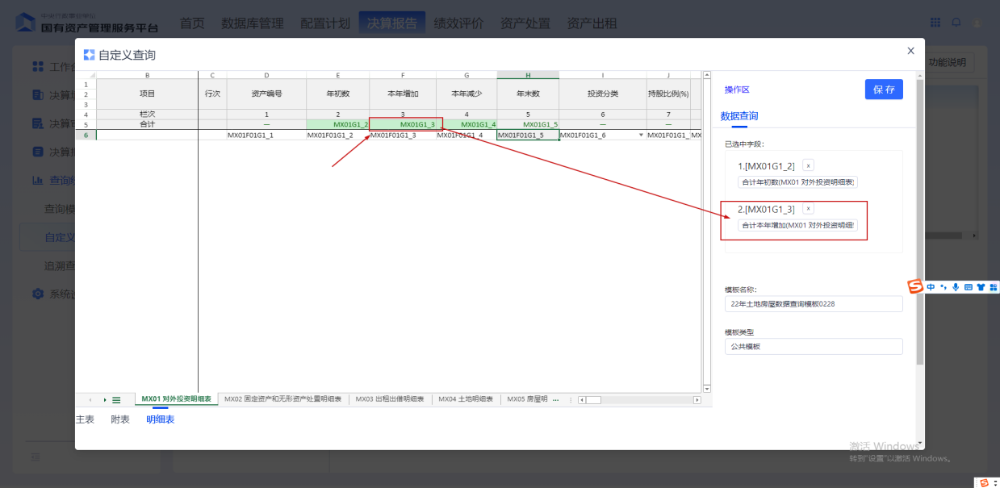 中央行政事业单位
国有资产管理服务平台
首页 数据库管理 配置计划 决算报告 绩效评价 资产处置 资产出租
自定义查询
功能说明
工作
决算
决算
决算
查询
查询模
自定义
追溯查
系统
B C D E F G H I J
1
2 项目 行次 资产编号 年初数 本年增加 本年减少 年末数 投资分类 持股比例(%)
3
4 栏次 1 2 3 4 5 6 7
5 合计 — MX01G1_2 MX01G1_3 MX01G1_4 MX01G1_5 — —
6 MX01F01G1_1 MX01F01G1_2 MX01F01G1_3 MX01F01G1_4 MX01F01G1_5 MX01F01G1_6 MX01F01G1_ MX
操作区
保 存
数据查询
已选中字段:
1.[MX01G1_2] x
合计年初数(MX01 对外投资明细表)
2.[MX01G1_3] x
合计本年增加(MX01 对外投资明细
模板名称:
22年土地房屋数据查询模板0228
模板类型
公共模板
中
MX01 对外投资明细表 MX02 固定资产和无形资产处置明细表 MX03 出租出借明细表 MX04 土地明细表 MX05 房屋明 ...
主表 附表 明细表
激活 Windows
转到"设置"以激活 Windows。